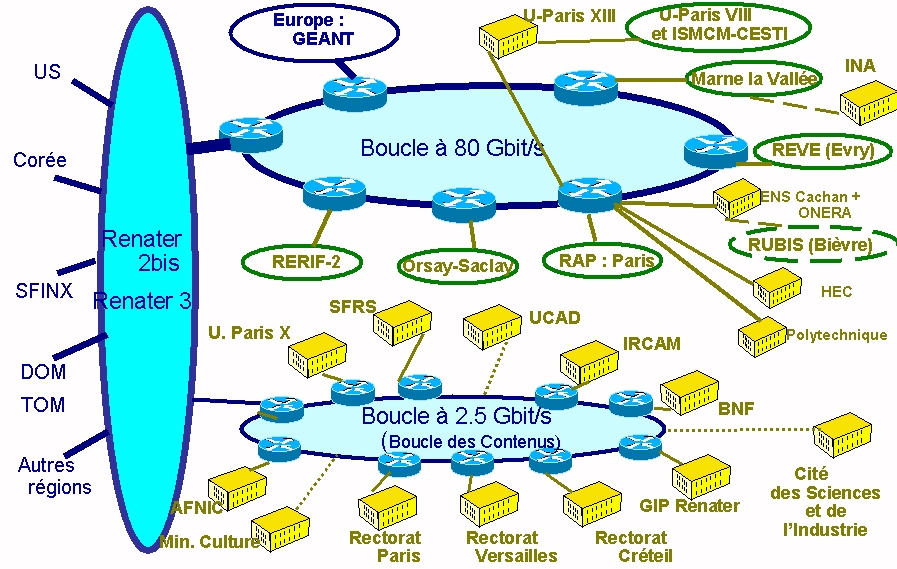 Europe :
GEANT
U-Paris XIII
U-Paris VIII
et ISMCM-CESTI
US
Marne la Vallée
INA
Boucle à 80 Gbit/s
REVE (Evry)
Corée
ENS Cachan +
ONERA
Renater
2bis
RUBIS (Bièvre)
RERIF-2
Orsay-Saclay
RAP : Paris
SFINX
Renater 3
HEC
SFRS
UCAD
U. Paris X
IRCAM
Polytechnique
DOM
TOM
BNF
Boucle à 2.5 Gbit/s
(Boucle des Contenus)
Autres
régions
Cité
des Sciences
et de
l'Industrie
AFNIC
GIP Renater
Min. Culture
Rectorat
Paris
Rectorat
Versailles
Rectorat
Créteil